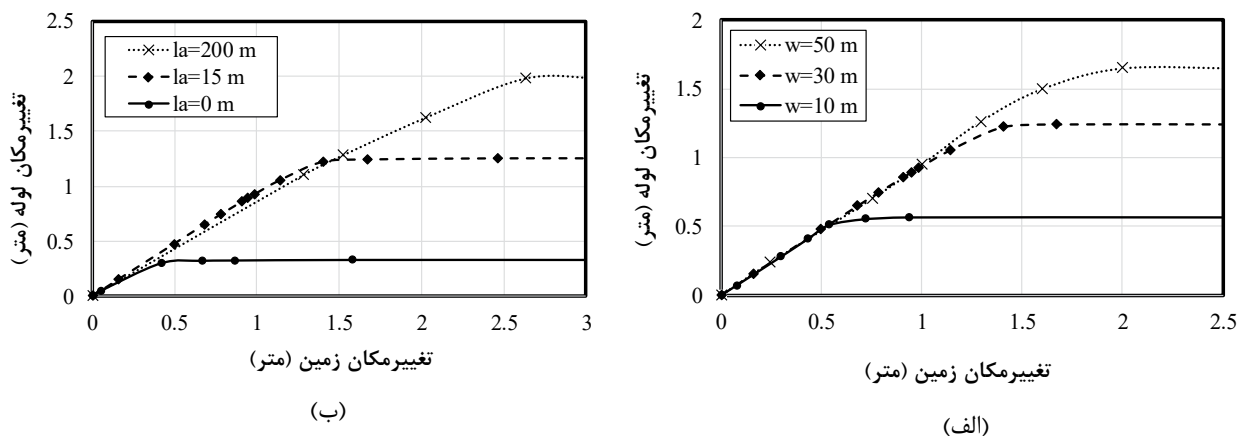 2.5
2
1.5
1
0.5
0
0 0.5 1 1.5 2 2.5 3
la=200 m
la=15 m
la=0 m
تغییرمکان لوله (متر)
تغییرمکان زمین (متر)
(ب)
2
1.5
1
0.5
0
0 0.5 1 1.5 2 2.5
w=50 m
w=30 m
w=10 m
تغییرمکان لوله (متر)
تغییرمکان زمین (متر)
(الف)